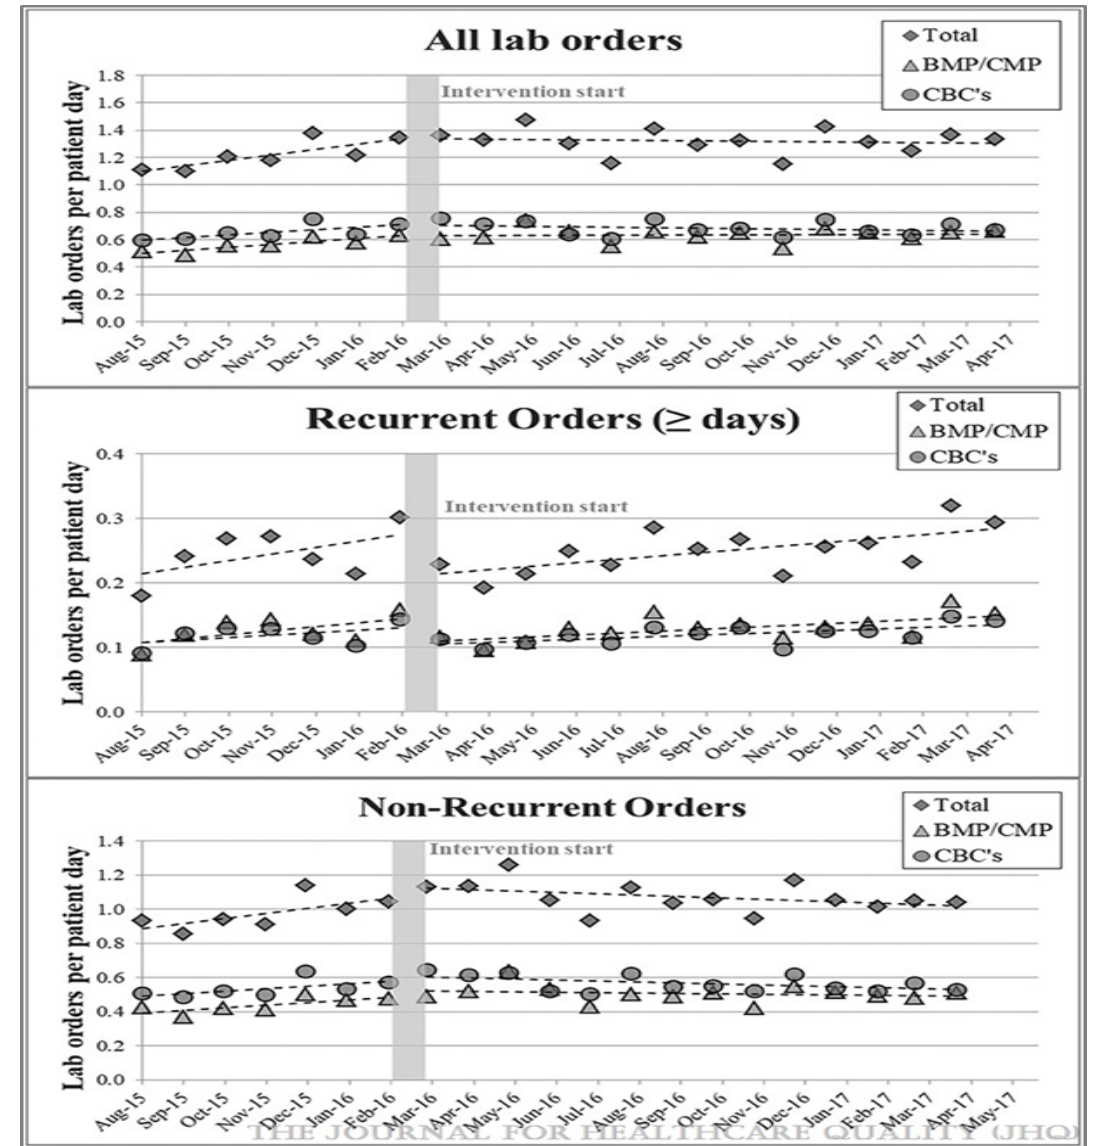 All lab orders
Total
BMP/CMP
CBC's
Intervention start
Lab orders per patient day
1.8
1.6
1.4
1.2
1.0
0.8
0.6
0.4
0.2
0.0
Aug-15
Sep-15
Oct-15
Nov-15
Dec-15
Jan-16
Feb-16
Mar-16
Apr-16
May-16
Jun-16
Jul-16
Aug-16
Sep-16
Oct-16
Nov-16
Dec-16
Jan-17
Feb-17
Mar-17
Apr-17
Recurrent Orders (≥ days)
Total
BMP/CMP
CBC's
Intervention start
Lab orders per patient day
0.4
0.3
0.2
0.1
0.0
Aug-15
Sep-15
Oct-15
Nov-15
Dec-15
Jan-16
Feb-16
Mar-16
Apr-16
May-16
Jun-16
Jul-16
Aug-16
Sep-16
Oct-16
Nov-16
Dec-16
Jan-17
Feb-17
Mar-17
Apr-17
Non-Recurrent Orders
Total
BMP/CMP
CBC's
Intervention start
Lab orders per patient day
1.4
1.2
1.0
0.8
0.6
0.4
0.2
0.0
Aug-15
Sep-15
Oct-15
Nov-15
Dec-15
Jan-16
Feb-16
Mar-16
Apr-16
May-16
Jun-16
Jul-16
Aug-16
Sep-16
Oct-16
Nov-16
Dec-16
Jan-17
Feb-17
Mar-17
Apr-17
May-17
THE JOURNAL FOR HEALTHCARE QUALITY (JHQ)